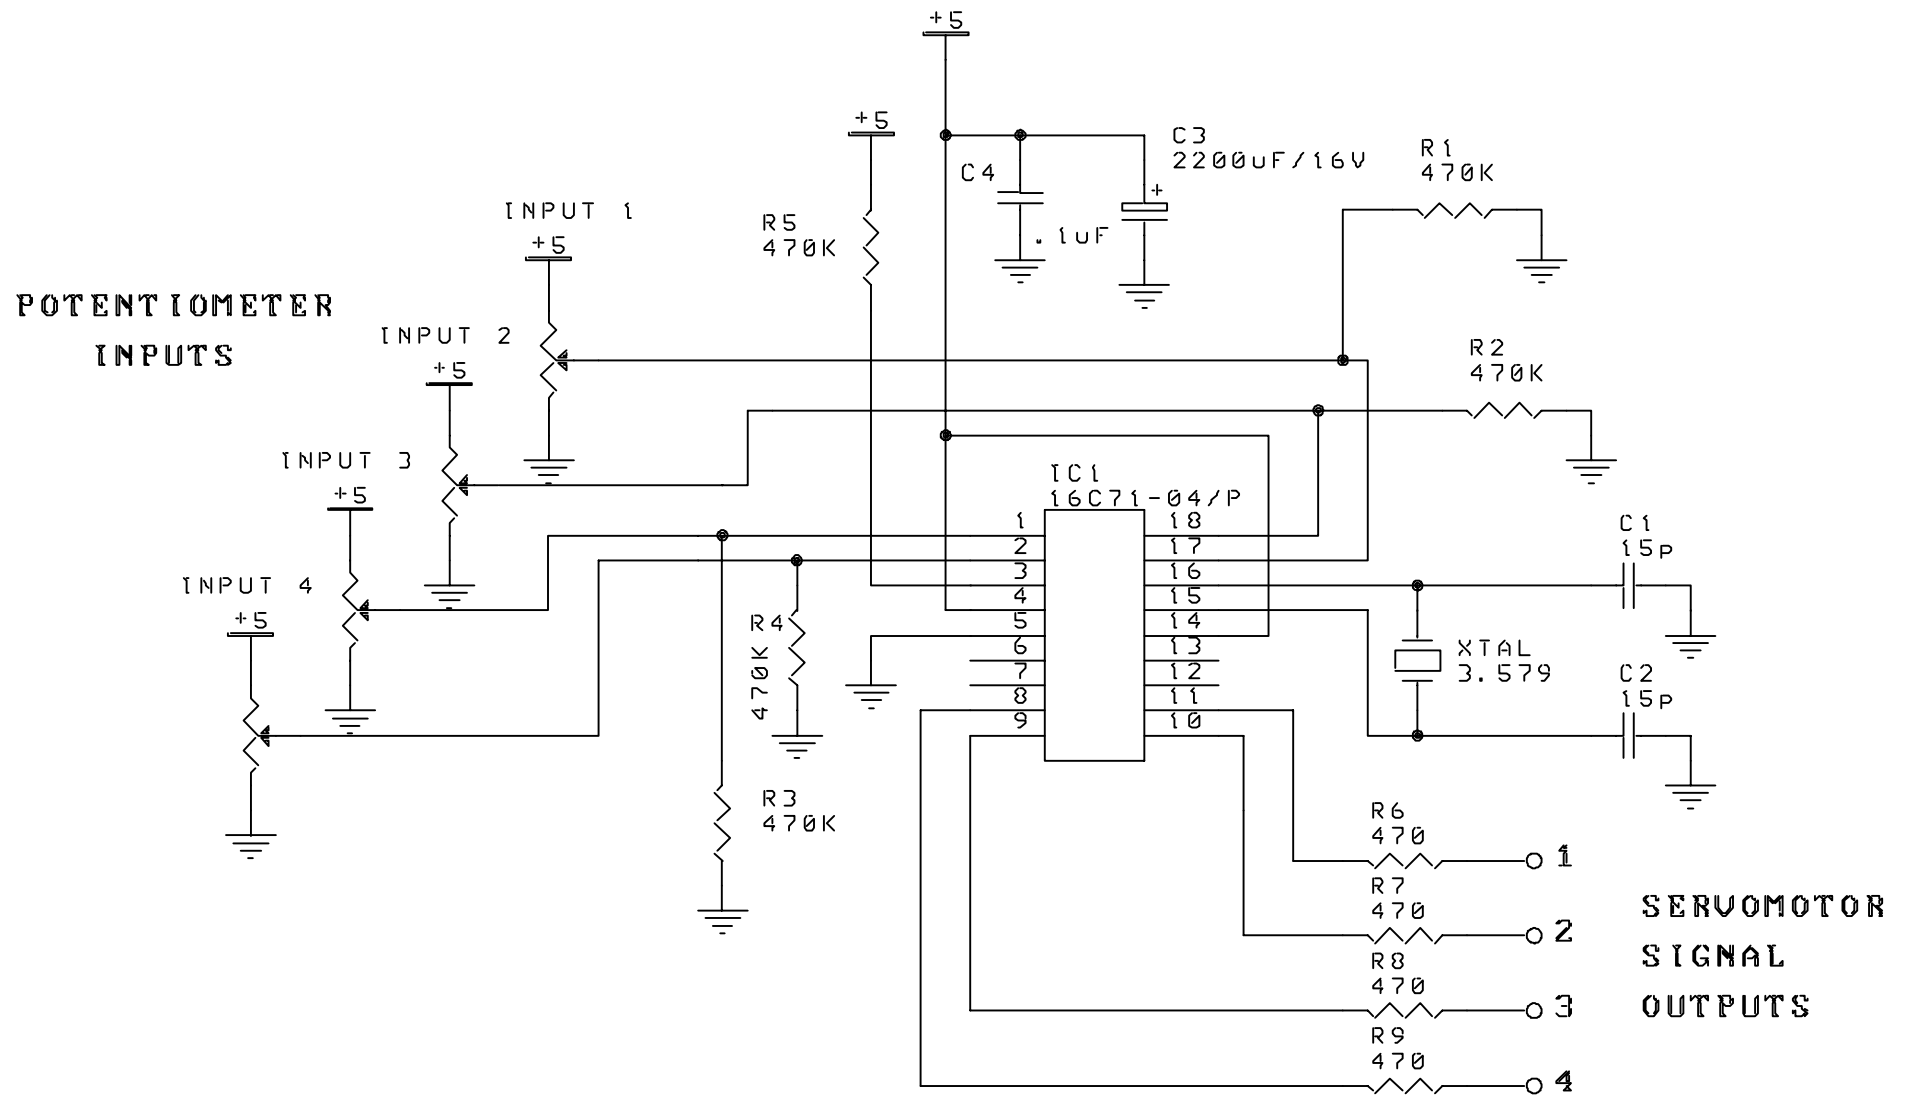 +5
+5
C3
2200uF/16V
C4
.1uF
R1
470K
INPUT 1
+5
R5
470K
POTENTIOMETER
INPUTS
INPUT 2
+5
R2
470K
INPUT 3
+5
IC1
16C71-04/P
1
2
3
4
5
6
7
8
9
18
17
16
15
14
13
12
11
10
C1
15P
INPUT 4
+5
R4
470K
XTAL
3.579
C2
15P
R3
470K
R6
470
1
R7
470
2
R8
470
3
R9
470
4
SERVOMOTOR
SIGNAL
OUTPUTS